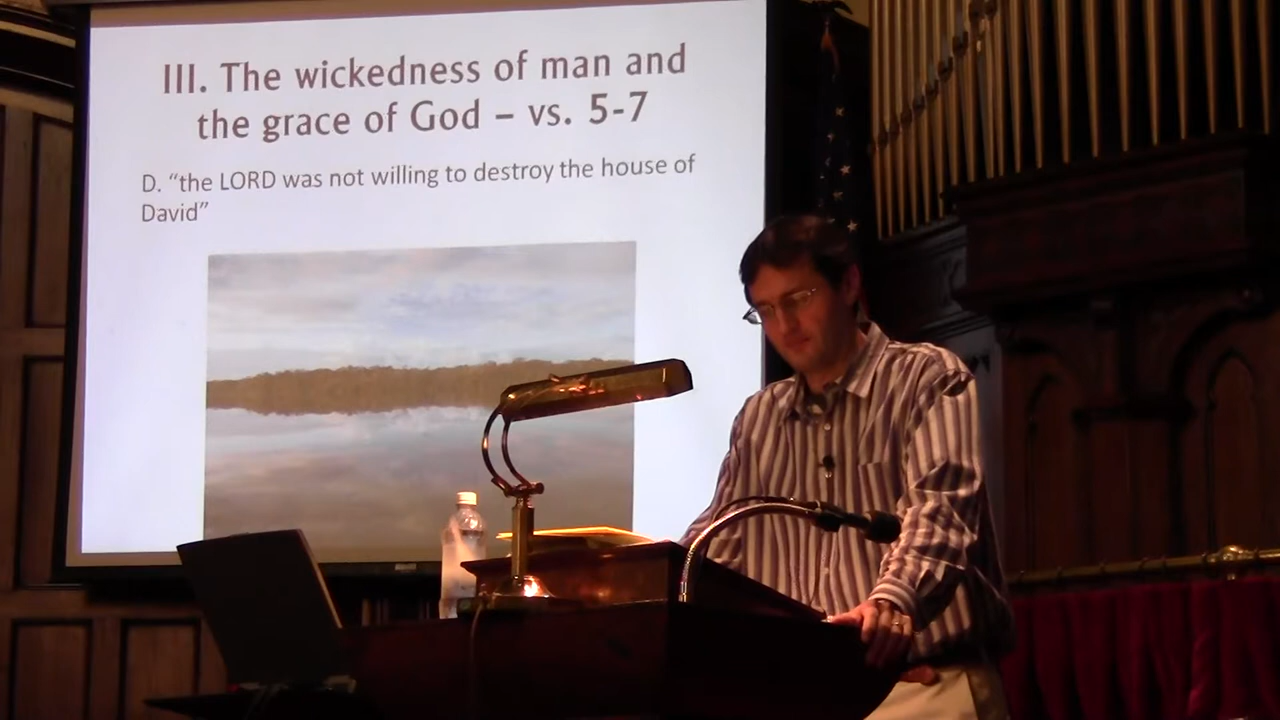 III. The wickedness of man and
the grace of God – vs. 5-7
D. “the LORD was not willing to destroy the house of
David”